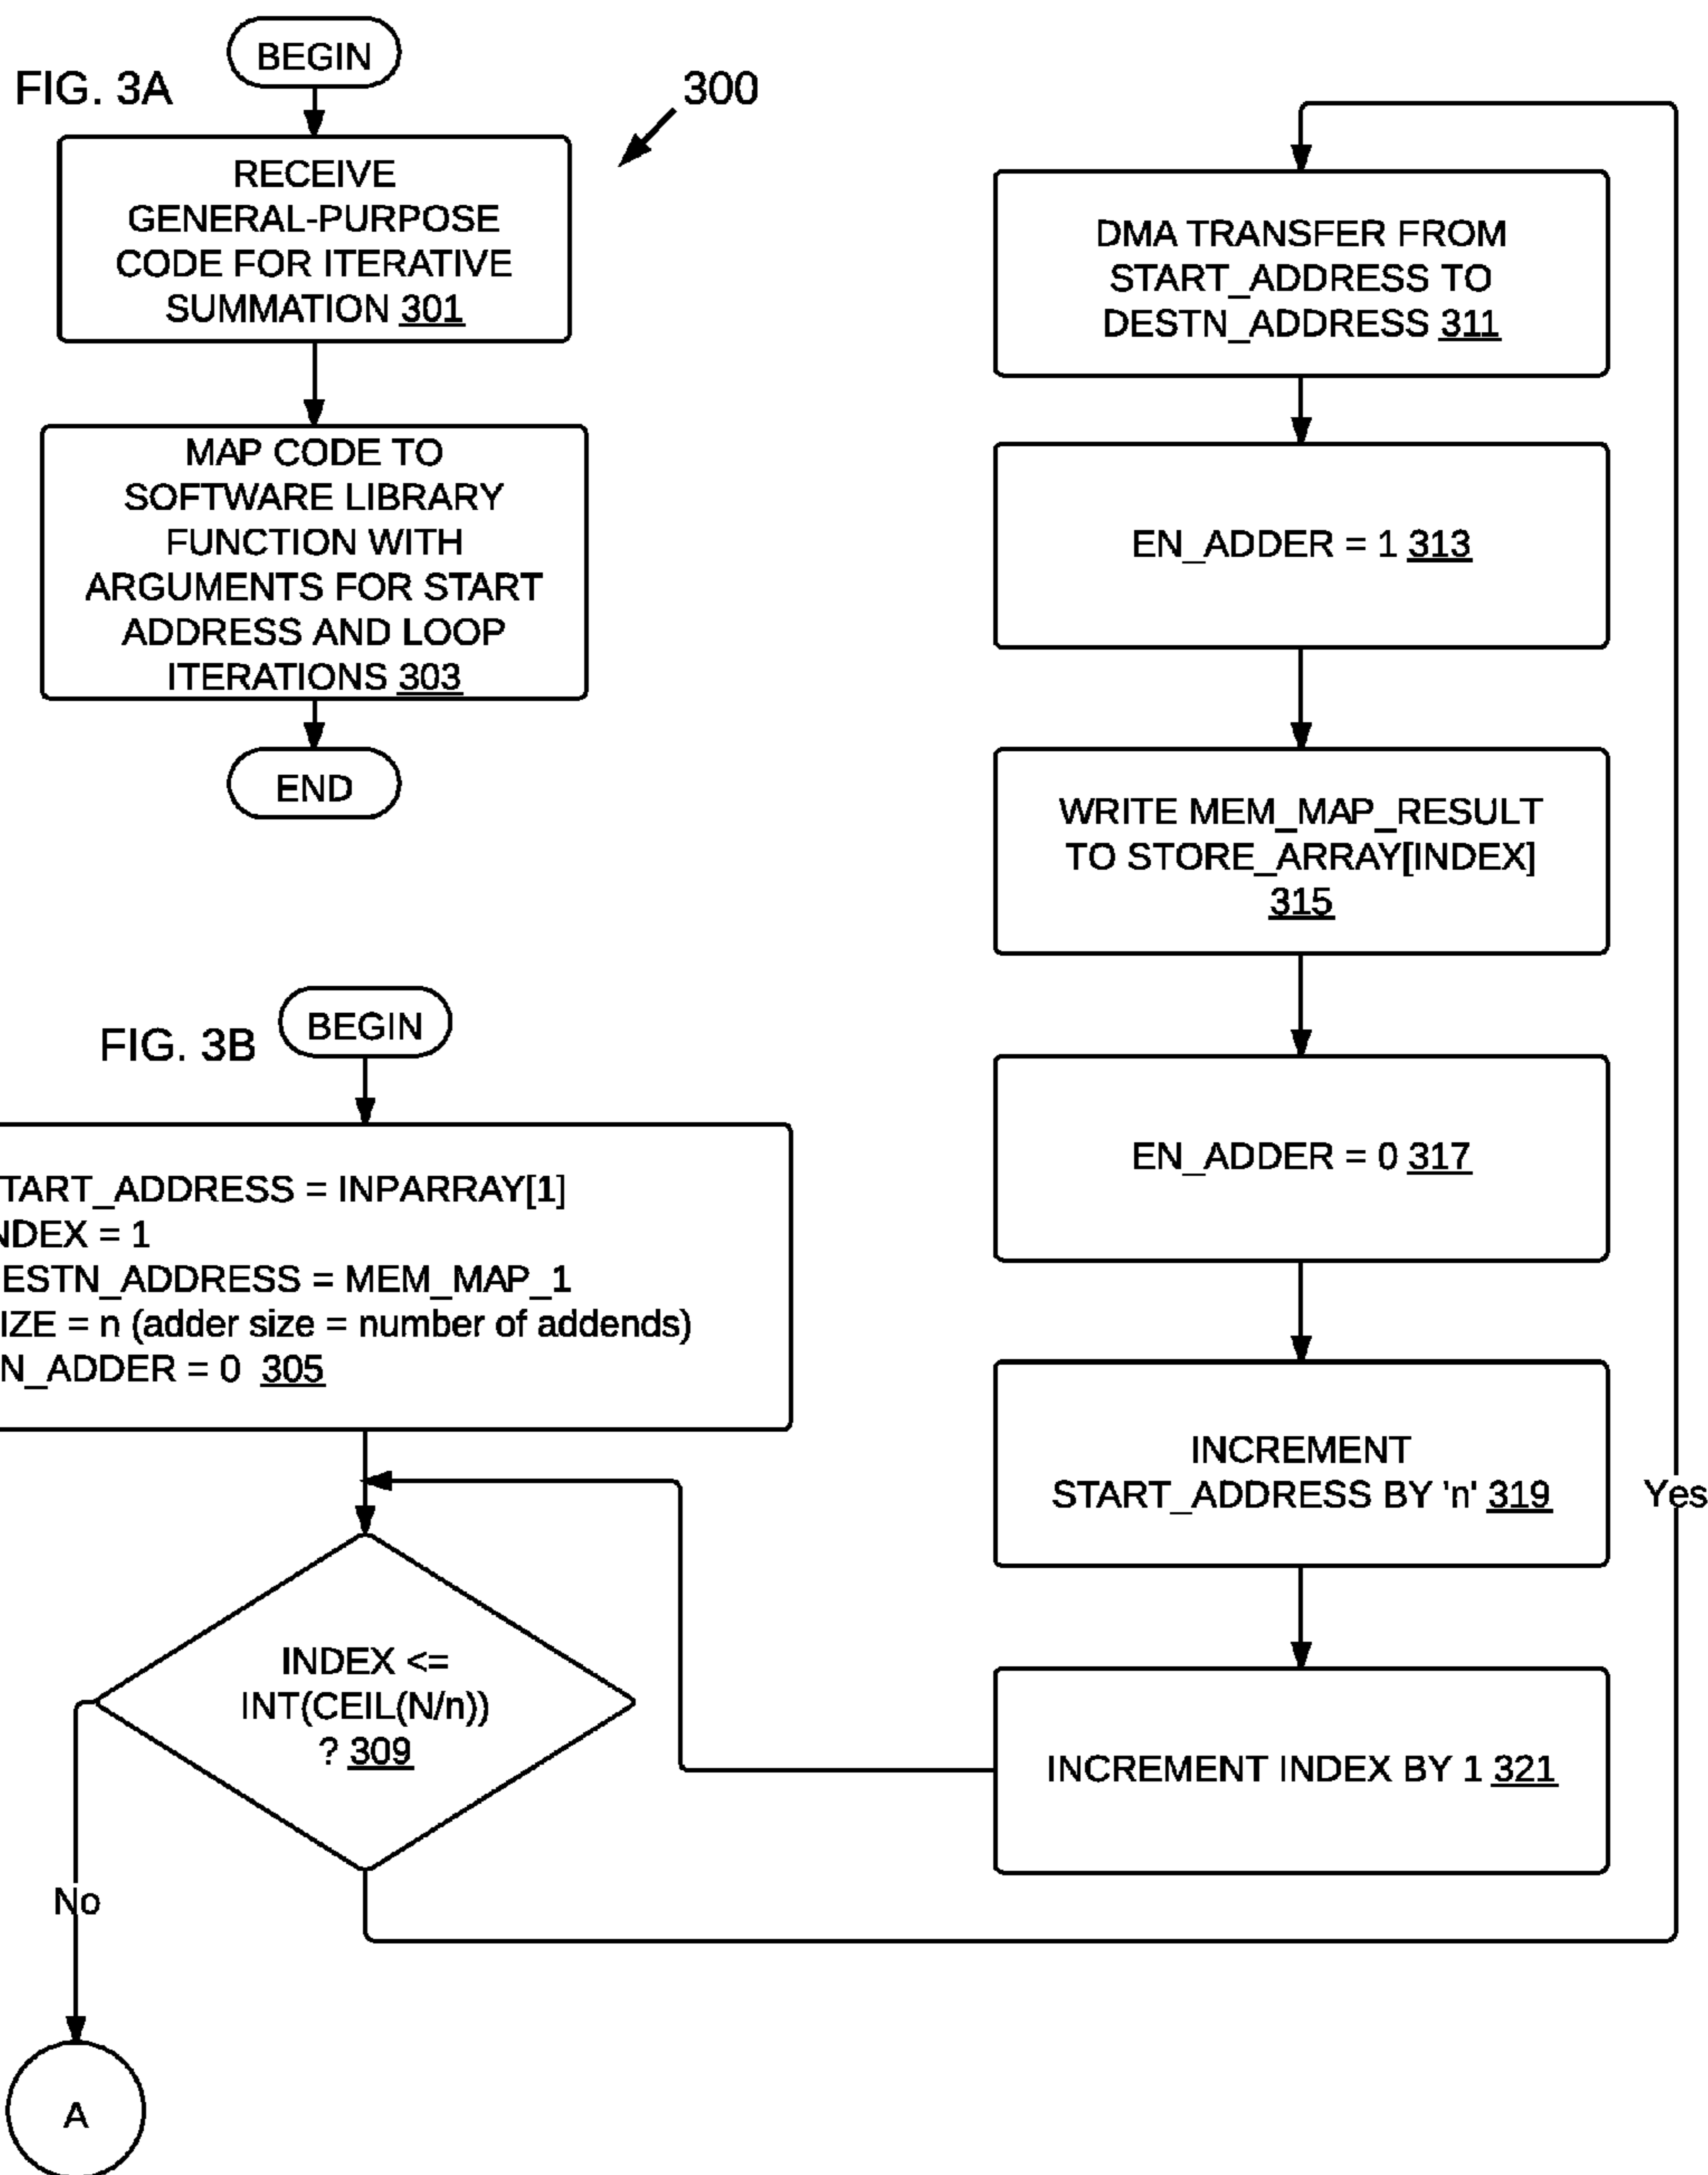 FIG. 3A
BEGIN
300
RECEIVE
GENERAL-PURPOSE
CODE FOR ITERATIVE
SUMMATION 301
MAP CODE TO
SOFTWARE LIBRARY
FUNCTION WITH
ARGUMENTS FOR START
ADDRESS AND LOOP
ITERATIONS 303
END
FIG. 3B
BEGIN
TART_ADDRESS = INPARRAY[1]
NDEX = 1
ESTN_ADDRESS = MEM_MAP_1
IZE = n (adder size = number of addends)
N_ADDER = 0 305
INDEX <=
INT(CEIL(N/n))
? 309
No
A
Yes
DMA TRANSFER FROM
START_ADDRESS TO
DESTN_ADDRESS 311
EN_ADDER = 1 313
WRITE MEM_MAP_RESULT
TO STORE_ARRAY[INDEX]
315
EN_ADDER = 0 317
INCREMENT
START_ADDRESS BY 'n' 319
INCREMENT INDEX BY 1 321